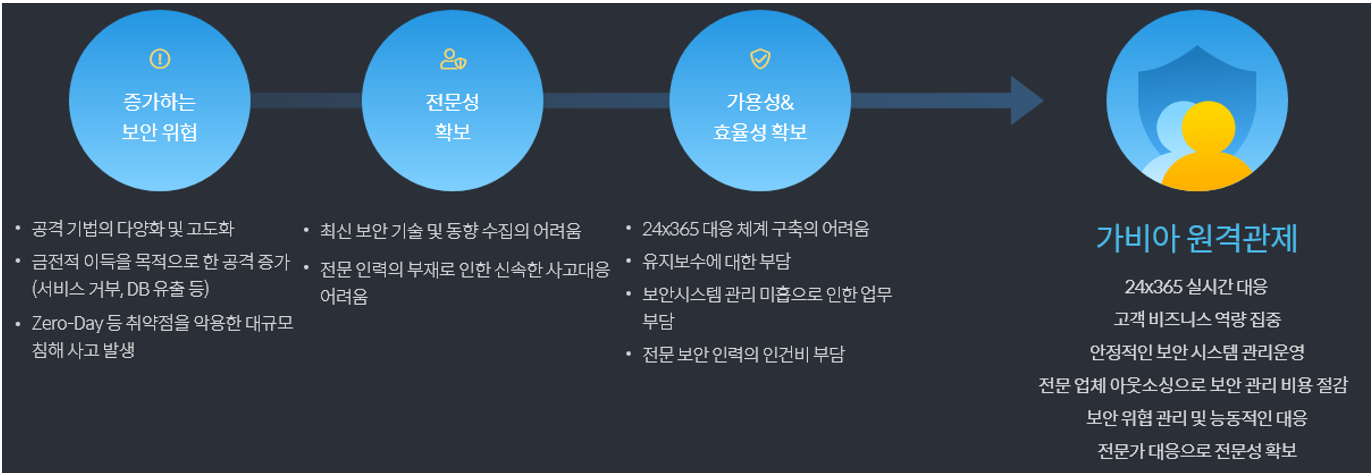 증가하는
보안 위협
전문성
확보
가용성&
효율성 확보
• 공격 기법의 다양화 및 고도화
• 금전적 이득을 목적으로 한 공격 증가
(서비스 거부, DB 유출 등)
• Zero-Day 등 취약점을 악용한 대규모
침해 사고 발생
• 최신 보안 기술 및 동향 수집의 어려움
• 전문 인력의 부재로 인한 신속한 사고대응
어려움
• 24x365 대응 체계 구축의 어려움
• 유지보수에 대한 부담
• 보안시스템 관리 미흡으로 인한 업무
부담
• 전문 보안 인력의 인건비 부담
가비아 원격관제
24x365 실시간 대응
고객 비즈니스 역량 집중
안정적인 보안 시스템 관리운영
전문 업체 아웃소싱으로 보안 관리 비용 절감
보안 위협 관리 및 능동적인 대응
전문가 대응으로 전문성 확보